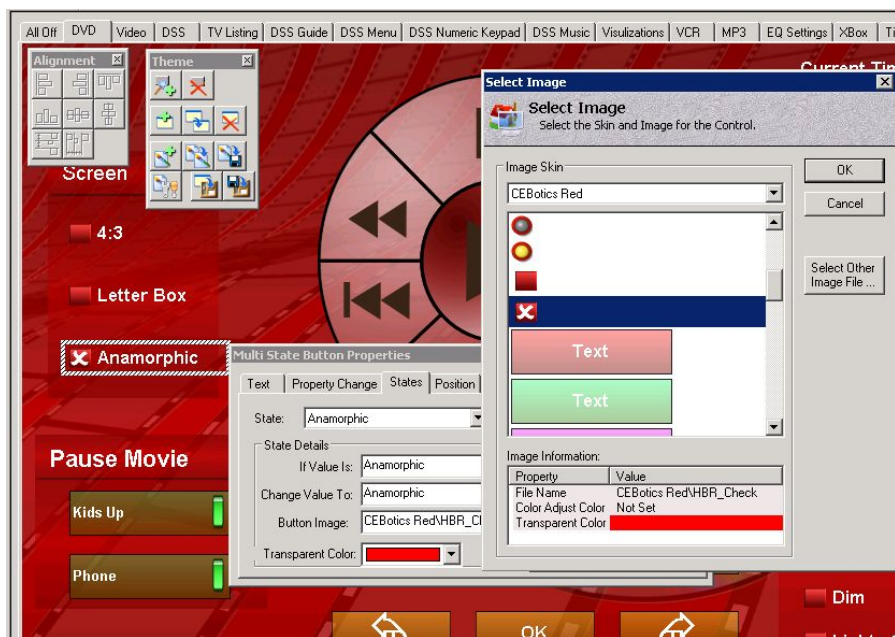 All Off DVD Video DSS TV Listing DSS Guide DSS Menu DSS Numeric Keypad DSS Music Visulizations VCR MP3 EQ Settings XBox
Alignment
Theme
Screen
4:3
Letter Box
Anamorphic
Pause Movie
Kids Up
Phone
Current
Select Image
Select Image
Select the Skin and Image for the Control.
Image Skin
CEBotics Red
Text
Text
Image Information:
Property Value
File Name CEBotics Red\HBR_Check
Color Adjust Color Not Set
Transparent Color
OK
Cancel
Select Other
Image File ...
Multi State Button Properties
Text Property Change States Position
State: Anamorphic
State Details
If Value Is: Anamorphic
Change Value To: Anamorphic
Button Image: CEBotics Red\HBR_C
Transparent Color:
OK
Dim